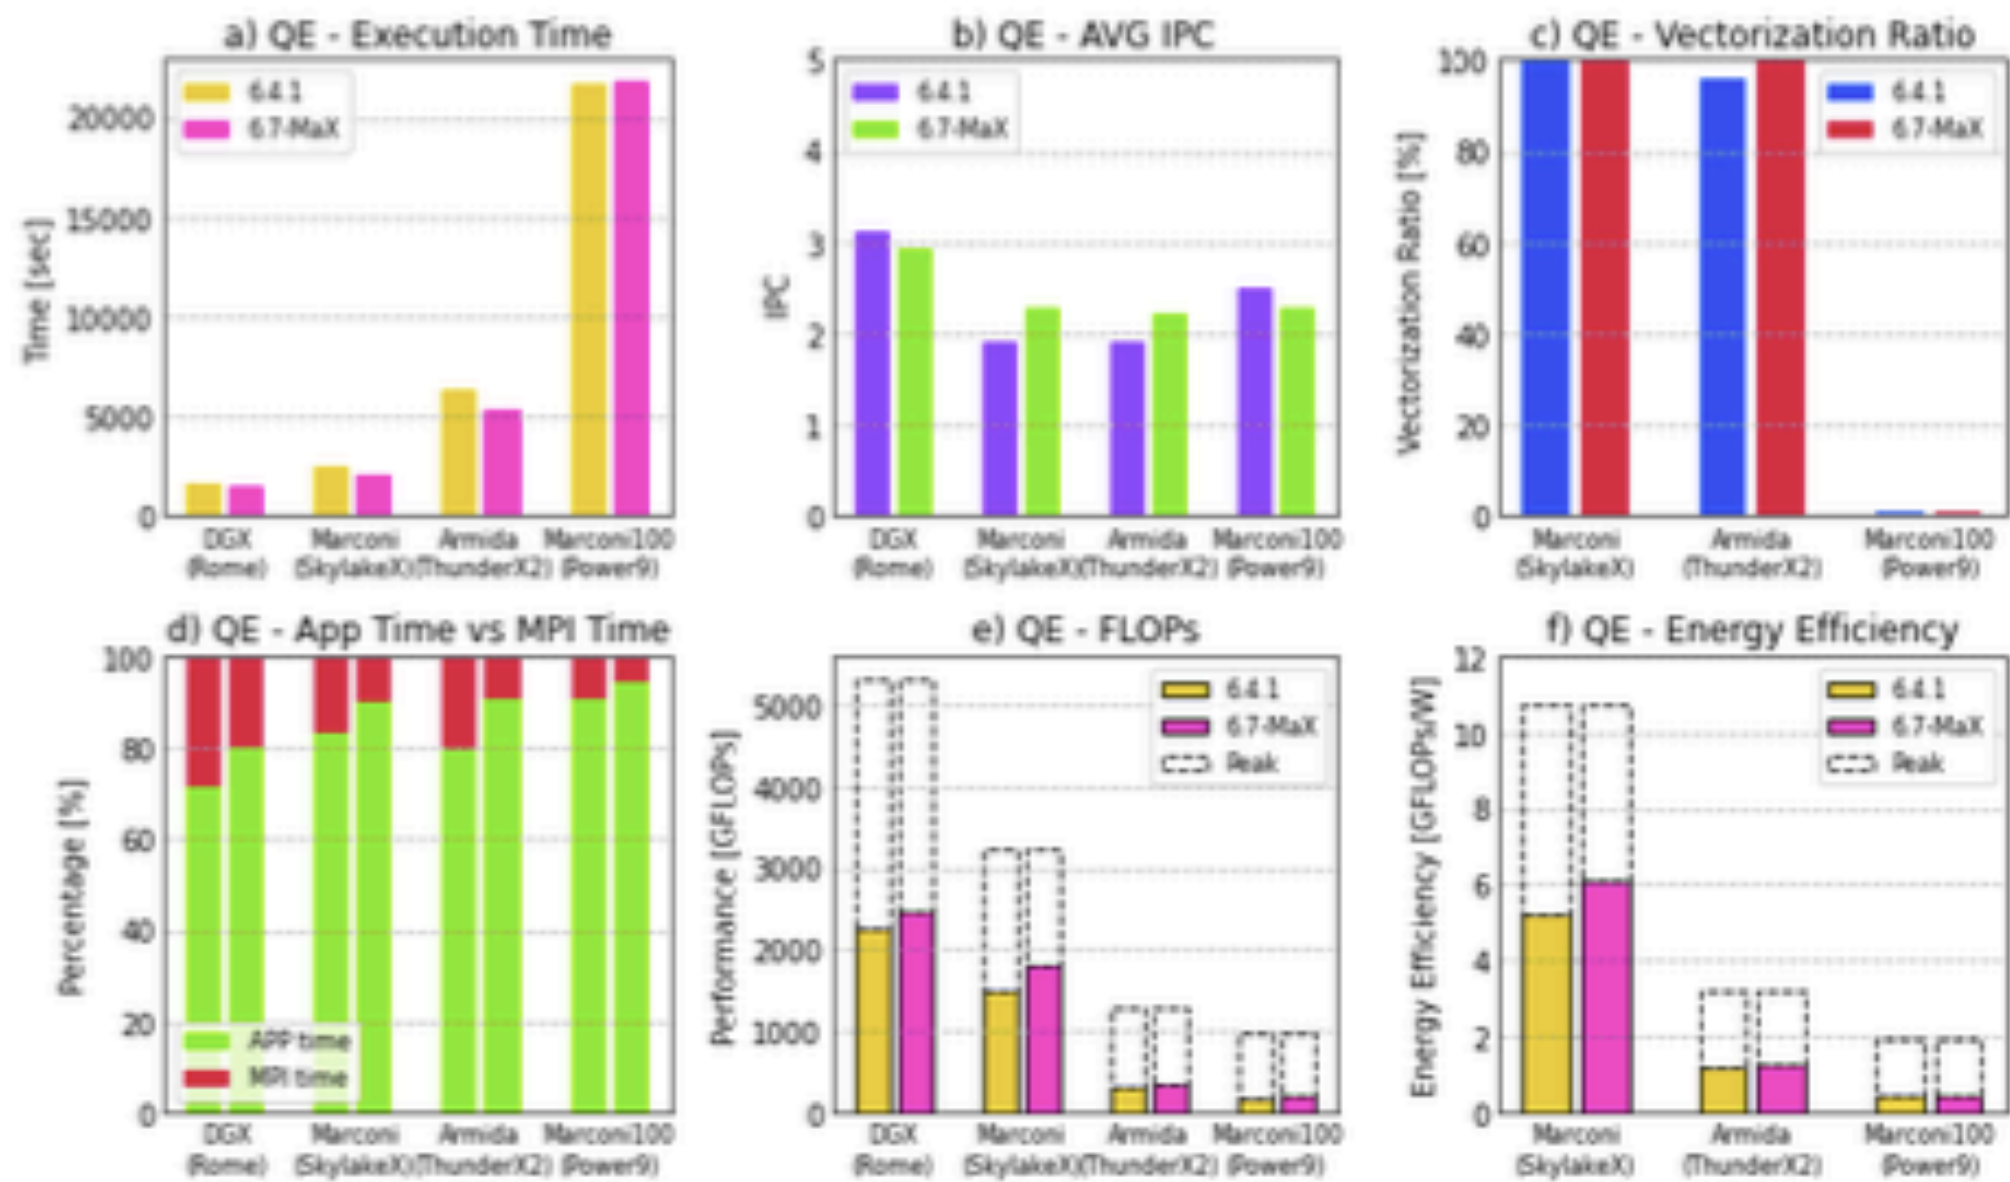 a) QE - Execution Time
Time [sec]
20000
15000
10000
5000
0
6.4.1
6.7-MaX
DGX Marconi Armida Marconi100
(Rome) (SkylakeX)(ThunderX2) (Power9)
b) QE - AVG IPC
IPC
5
4
3
2
1
0
6.4.1
6.7-MaX
DGX Marconi Armida Marconi100
(Rome) (SkylakeX)(ThunderX2) (Power9)
c) QE - Vectorization Ratio
Vectorization Ratio [%]
100
80
60
40
20
0
6.4.1
6.7-MaX
Marconi Armida Marconi100
(SkylakeX) (ThunderX2) (Power9)
d) QE - App Time vs MPI Time
Percentage [%]
100
80
60
40
20
0
APP time
MPI time
DGX Marconi Armida Marconi100
(Rome) (SkylakeX)(ThunderX2) (Power9)
e) QE - FLOPs
Performance [GFLOPs]
5000
4000
3000
2000
1000
0
6.4.1
6.7-MaX
Peak
DGX Marconi Armida Marconi100
(Rome) (SkylakeX)(ThunderX2) (Power9)
f) QE - Energy Efficiency
Energy Efficiency [GFLOPs/W]
12
10
8
6
4
2
0
6.4.1
6.7-MaX
Peak
Marconi Armida Marconi100
(SkylakeX) (ThunderX2) (Power9)